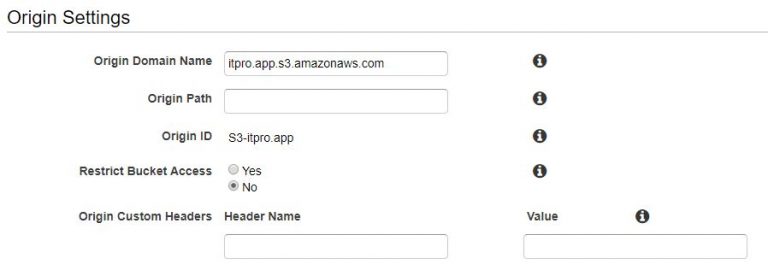 Origin Settings
Origin Domain Name itpro.app.s3.amazonaws.com
Origin Path
Origin ID S3-itpro.app
Restrict Bucket Access Yes
No
Origin Custom Headers Header Name Value